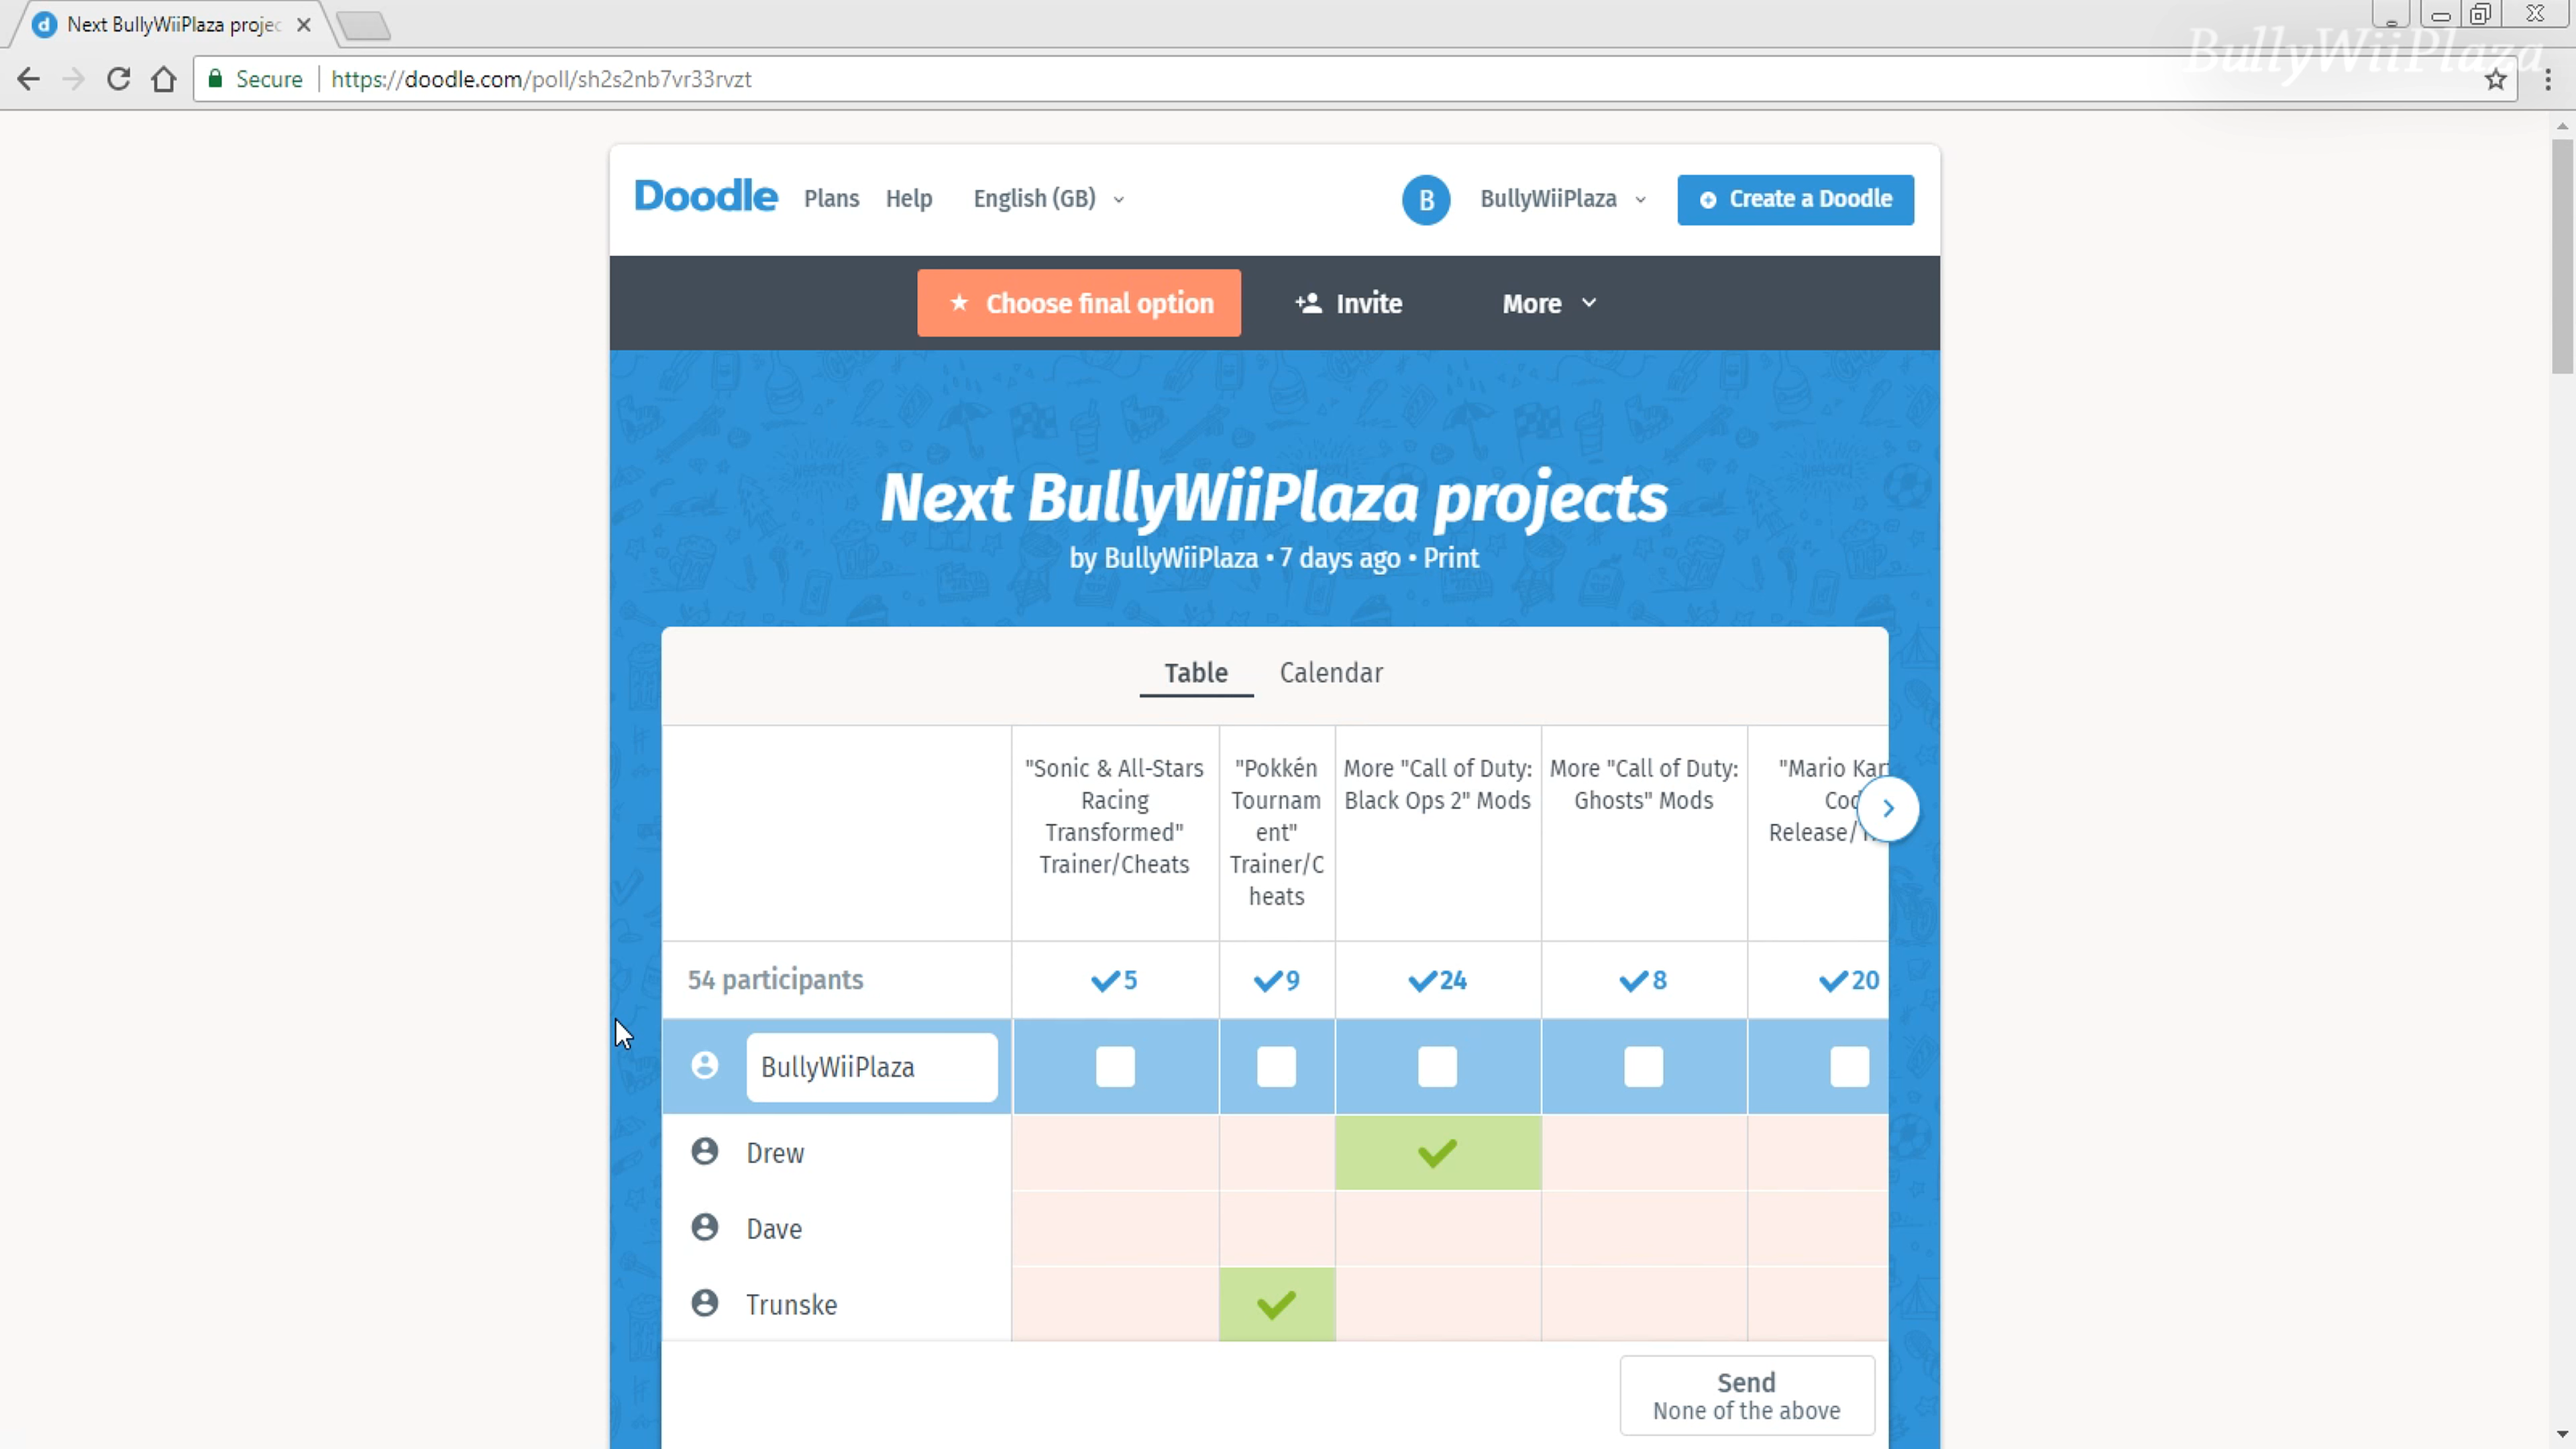 Next BullyWiiPlaza projec
BullyWiiPlaza
Secure
https://doodle.com/poll/sh2s2nb7vr33rvzt
Doodle Plans Help English (GB)
B BullyWiiPlaza Create a Doodle
Choose final option Invite More
Next BullyWiiPlaza projects
by BullyWiiPlaza • 7 days ago • Print
Table Calendar
"Sonic & All-Stars
Racing
Transformed"
Trainer/Cheats
"Pokkén
Tournam
ent"
Trainer/C
heats
More "Call of Duty:
Black Ops 2" Mods
More "Call of Duty:
Ghosts" Mods
"Mario Kar
Cod
Release/
54 participants 5 9 24 8 20
BullyWiiPlaza
Drew
Dave
Trunske
Send
None of the above